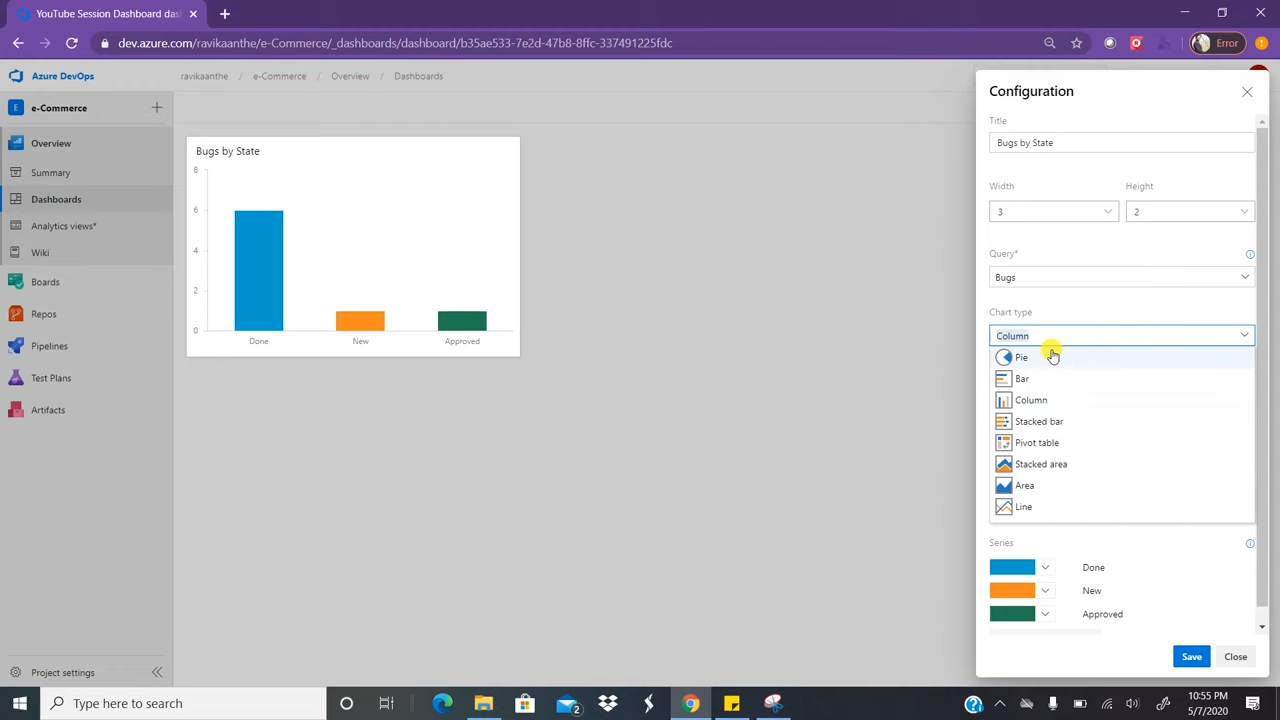 YouTube Session Dashboard das
dev.azure.com/ravikaanthe/e-Commerce/_dashboards/dashboard/b35ae533-7e2d-47b8-8ffc-337491225fdc
Error
Azure DevOps
ravikaanthe / e-Commerce / Overview / Dashboards
E e-Commerce
Overview
Summary
Dashboards
Analytics views*
Wiki
Boards
Repos
Pipelines
Test Plans
Artifacts
Project settings
Bugs by State
8
6
4
2
0
Done New Approved
Configuration
Title
Bugs by State
Width Height
3 2
Query*
Bugs
Chart type
Column
Pie
Bar
Column
Stacked bar
Pivot table
Stacked area
Area
Line
Series
Done
New
Approved
Save Close
Type here to search
2
10:55 PM
5/7/2020